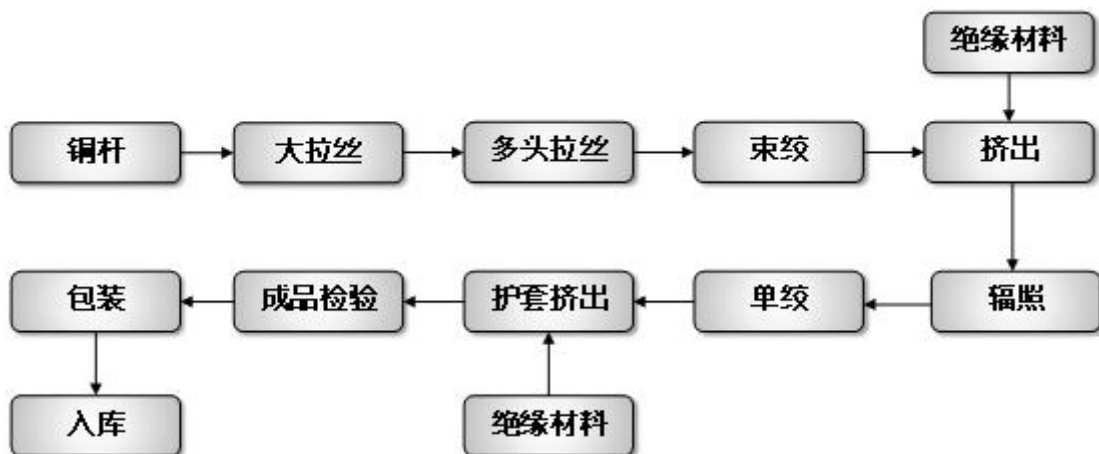 绝缘材料
铜杆
大拉丝
多头拉丝
束绞
挤出
包装
成品检验
护套挤出
单绞
辐照
入库
绝缘材料